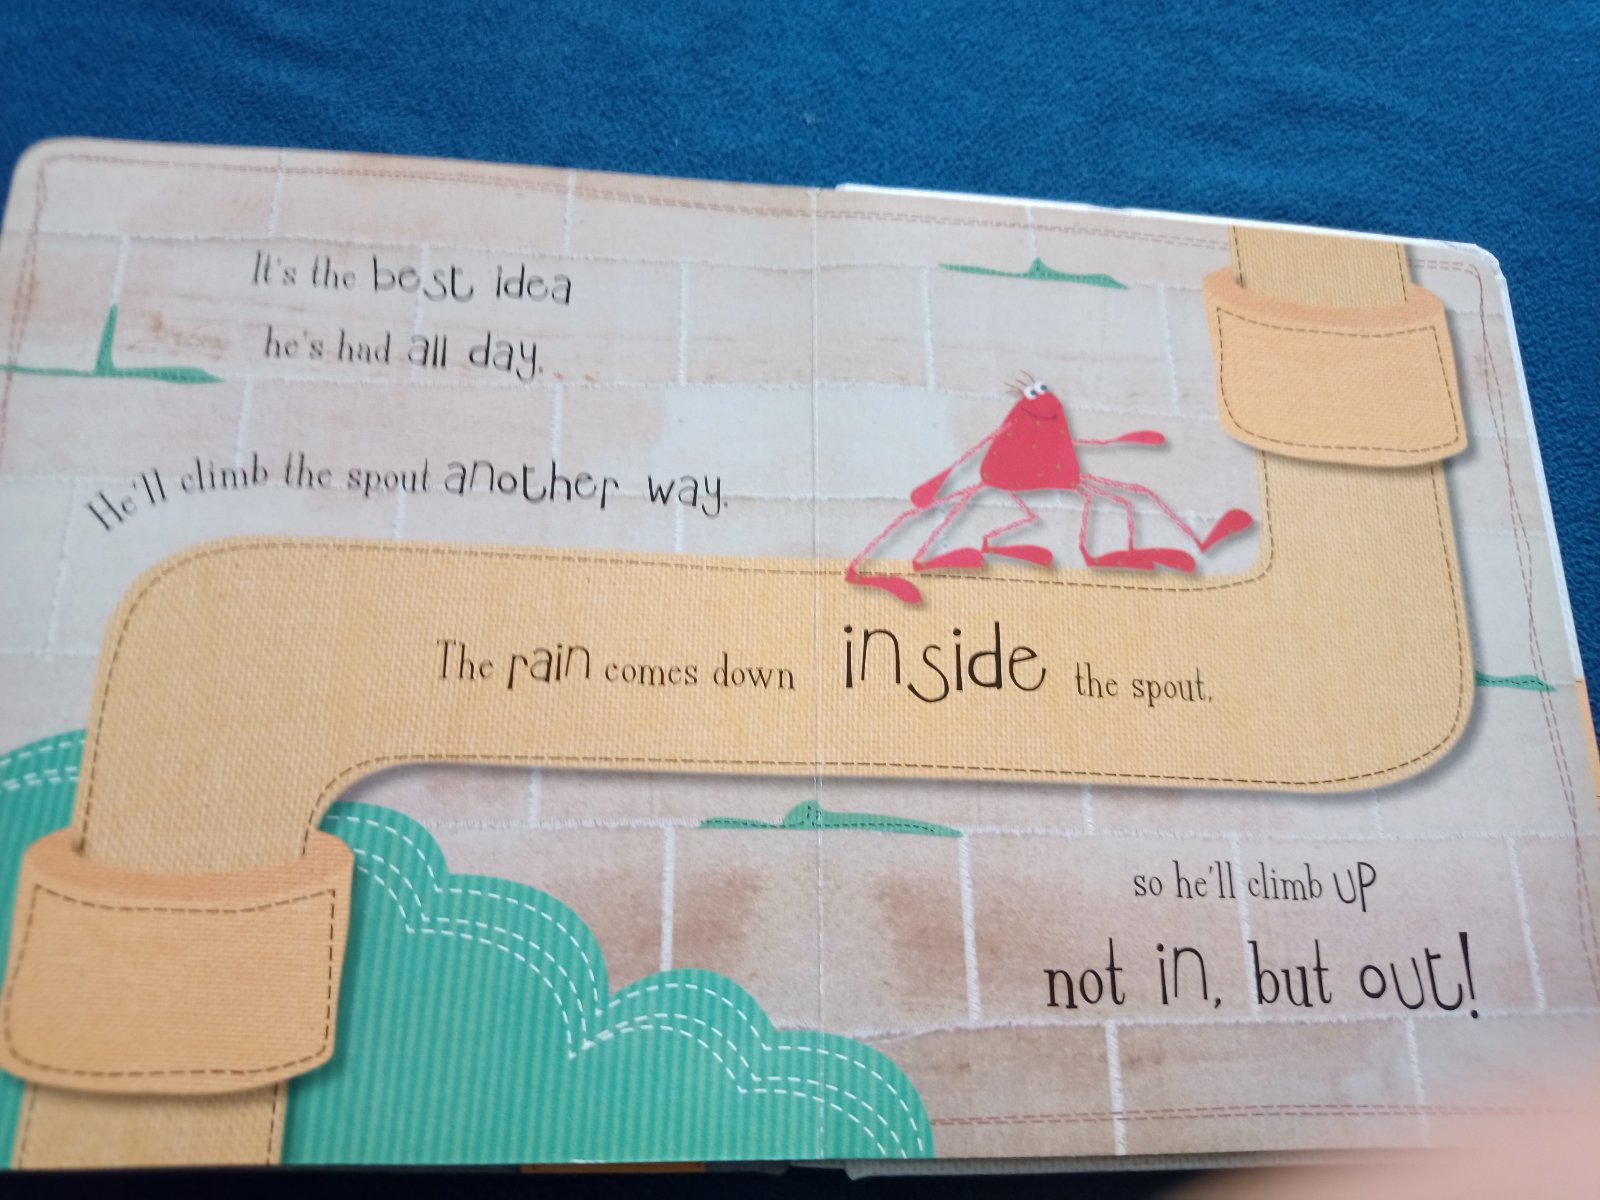 It's the best idea
he's had all day.
He'll climb the spout another way.
The rain comes down inside the spout,
so he'll climb up
not in, but out!